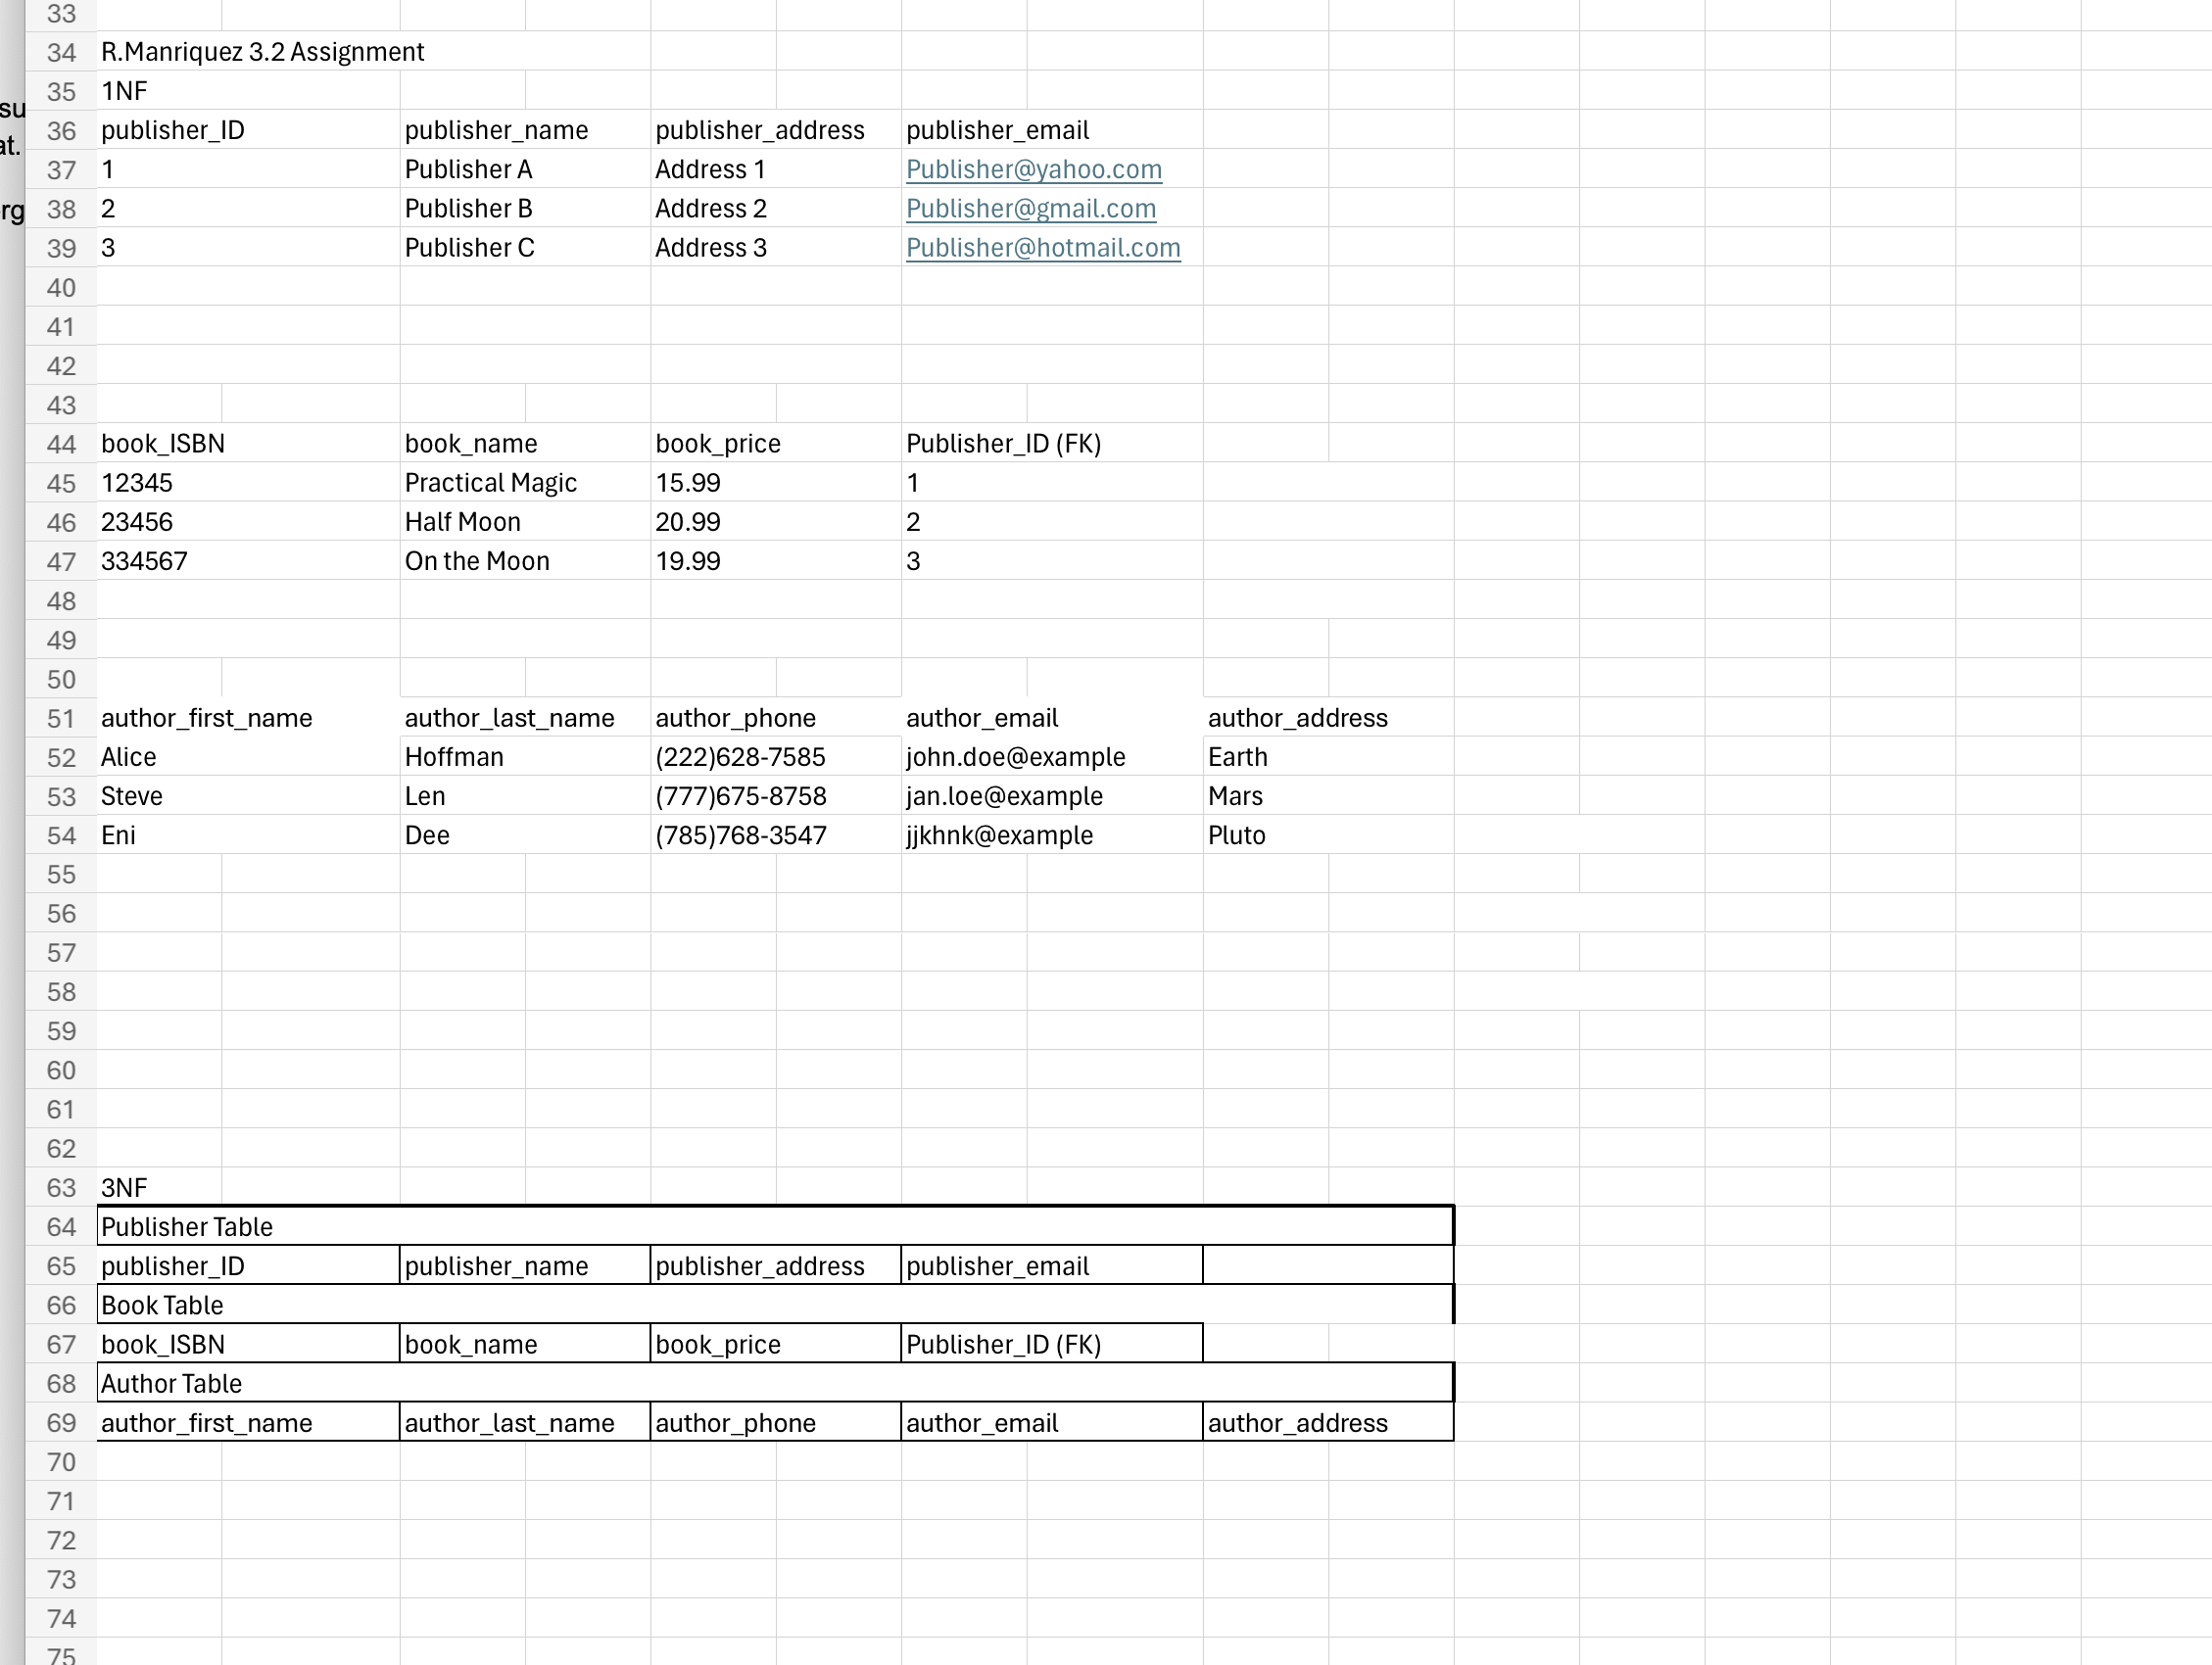 33
34 R.Manriquez 3.2 Assignment
35 1NF
su
36 publisher_ID publisher_name publisher_address publisher_email
at.
37 1 Publisher A Address 1 Publisher@yahoo.com
38 2 Publisher B Address 2 Publisher@gmail.com
rg
39 3 Publisher C Address 3 Publisher@hotmail.com
40
41
42
43
44 book_ISBN book_name book_price Publisher_ID (FK)
45 12345 Practical Magic 15.99 1
46 23456 Half Moon 20.99 2
47 334567 On the Moon 19.99 3
48
49
50
51 author_first_name author_last_name author_phone author_email author_address
52 Alice Hoffman (222)628-7585 john.doe@example Earth
53 Steve Len (777)675-8758 jan.loe@example Mars
54 Eni Dee (785)768-3547 jjkhnk@example Pluto
55
56
57
58
59
60
61
62
63 3NF
64 Publisher Table
65 publisher_ID publisher_name publisher_address publisher_email
66 Book Table
67 book_ISBN book_name book_price Publisher_ID (FK)
68 Author Table
69 author_first_name author_last_name author_phone author_email author_address
70
71
72
73
74
75